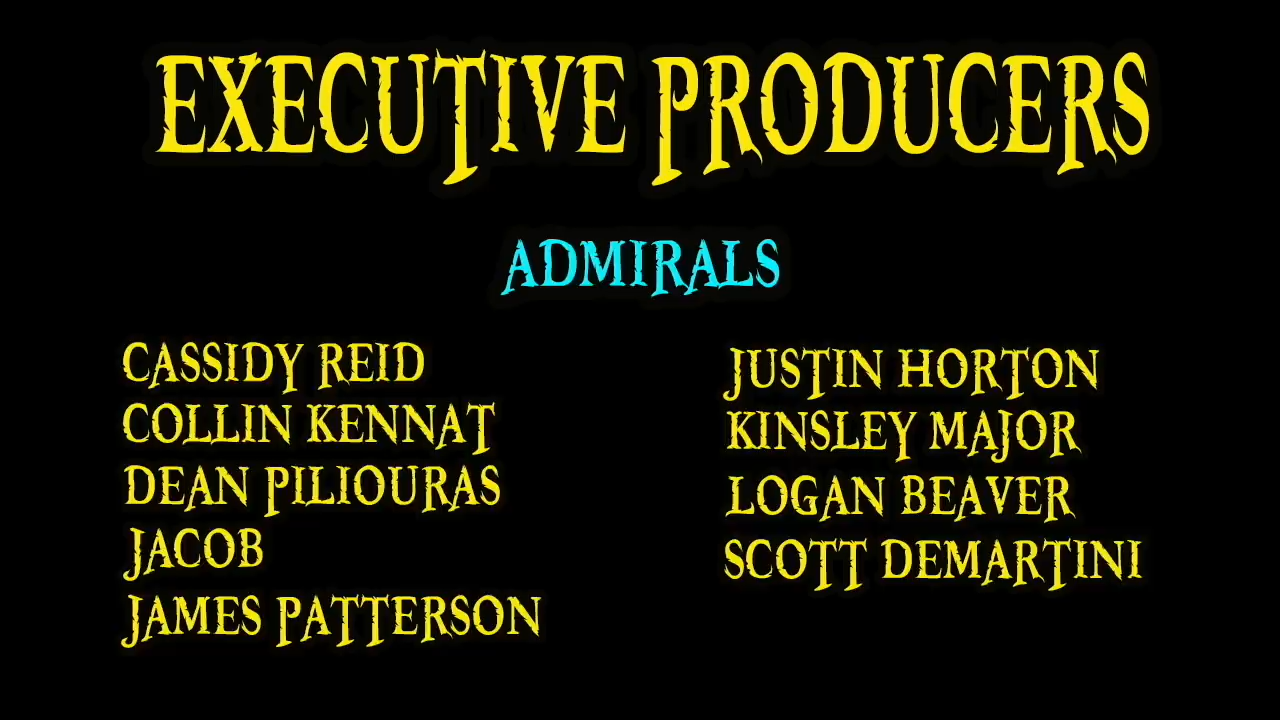 EXECUTIVE PRODUCERS
ADMIRALS
CASSIDY REID
COLLIN KENNAT
DEAN PILIOURAS
JACOB
JAMES PATTERSON
JUSTIN HORTON
KINSLEY MAJOR
LOGAN BEAVER
SCOTT DEMARTINI